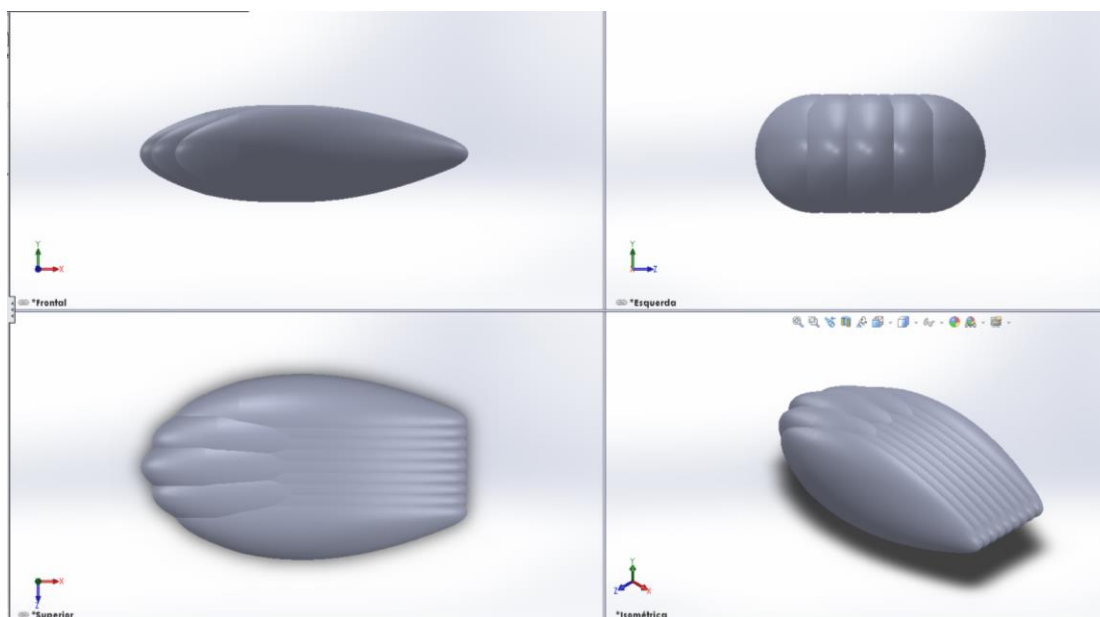 Y
X
*Frontal
Y
X
Z
*Esquerda
X
Z
*Superior
Y
Z
X
*Isométrica